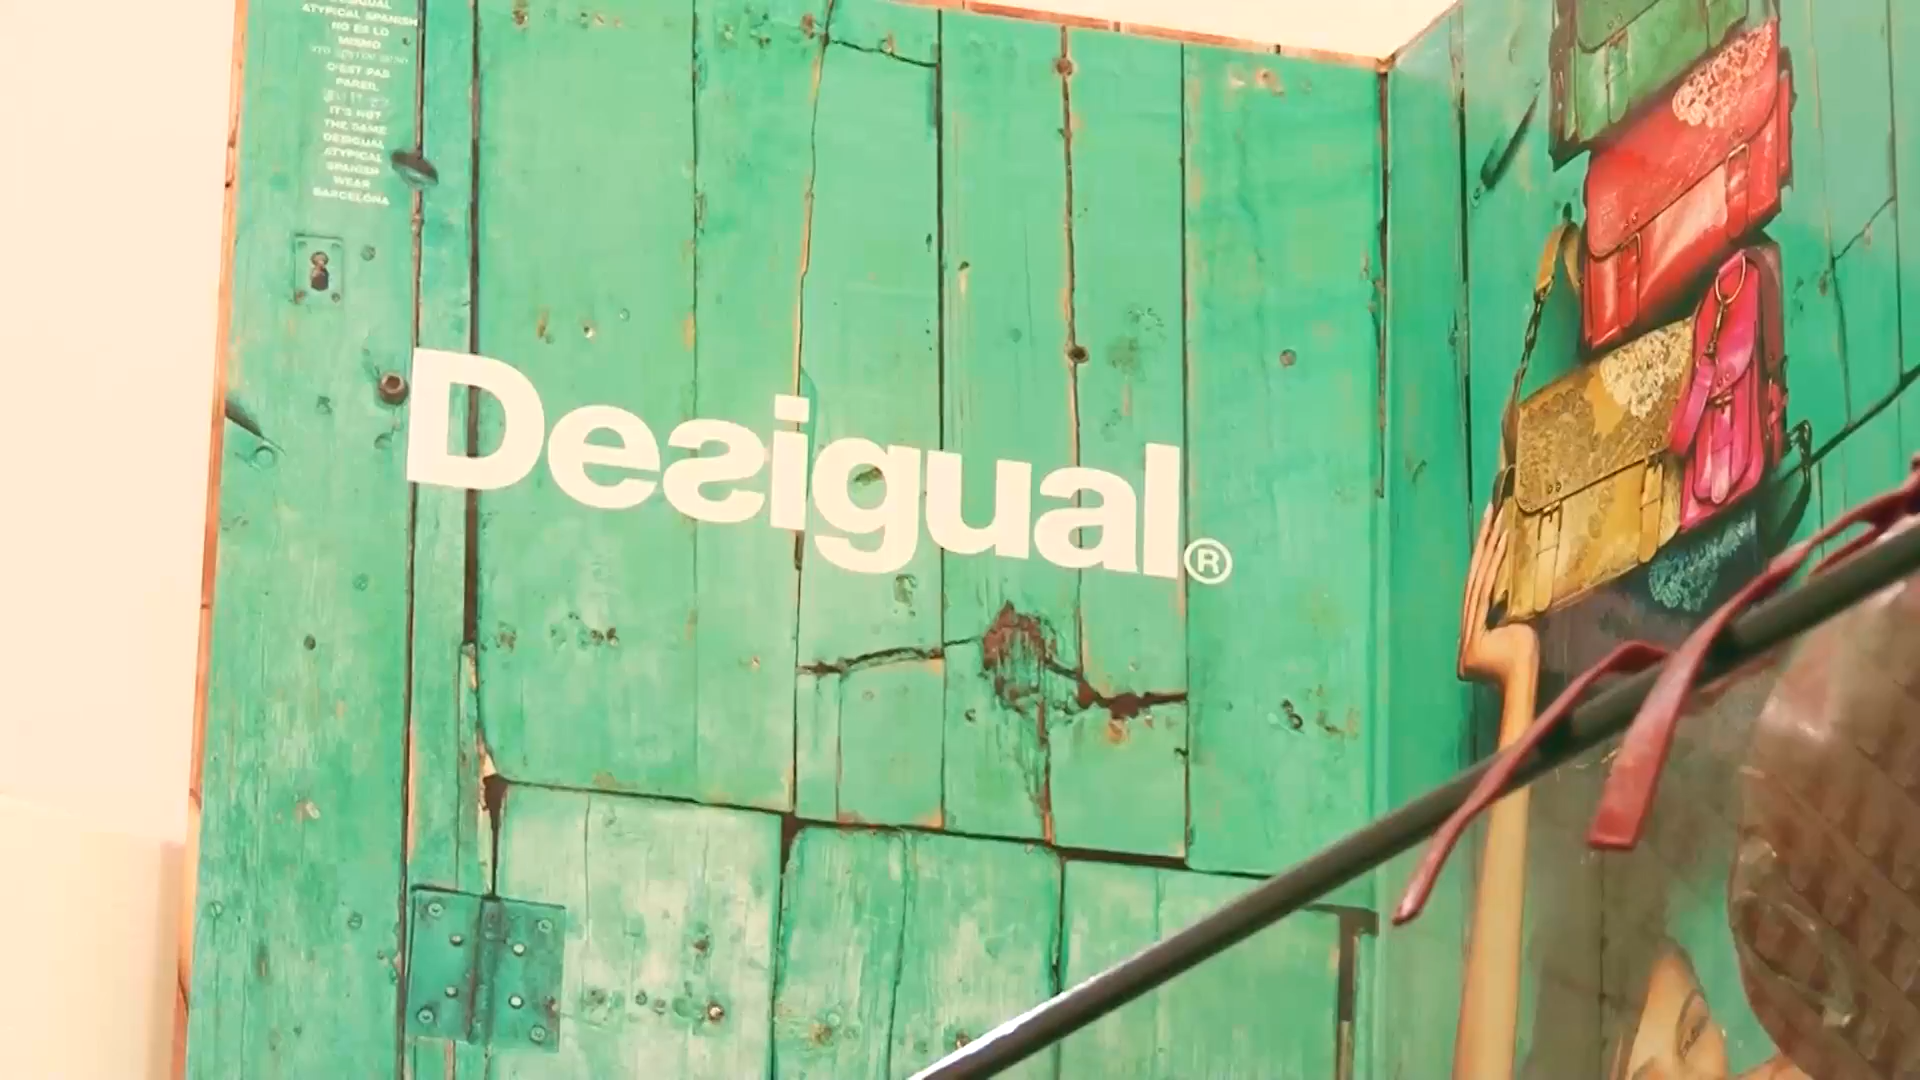 DESIGUAL
ATYPICAL SPANISH
NO ES LO
MISMO
C'EST PAS
PAREIL
IT'S NOT
THE SAME
DESIGUAL
ATYPICAL
SPANISH
WEAR
BARCELONA
Desigual®